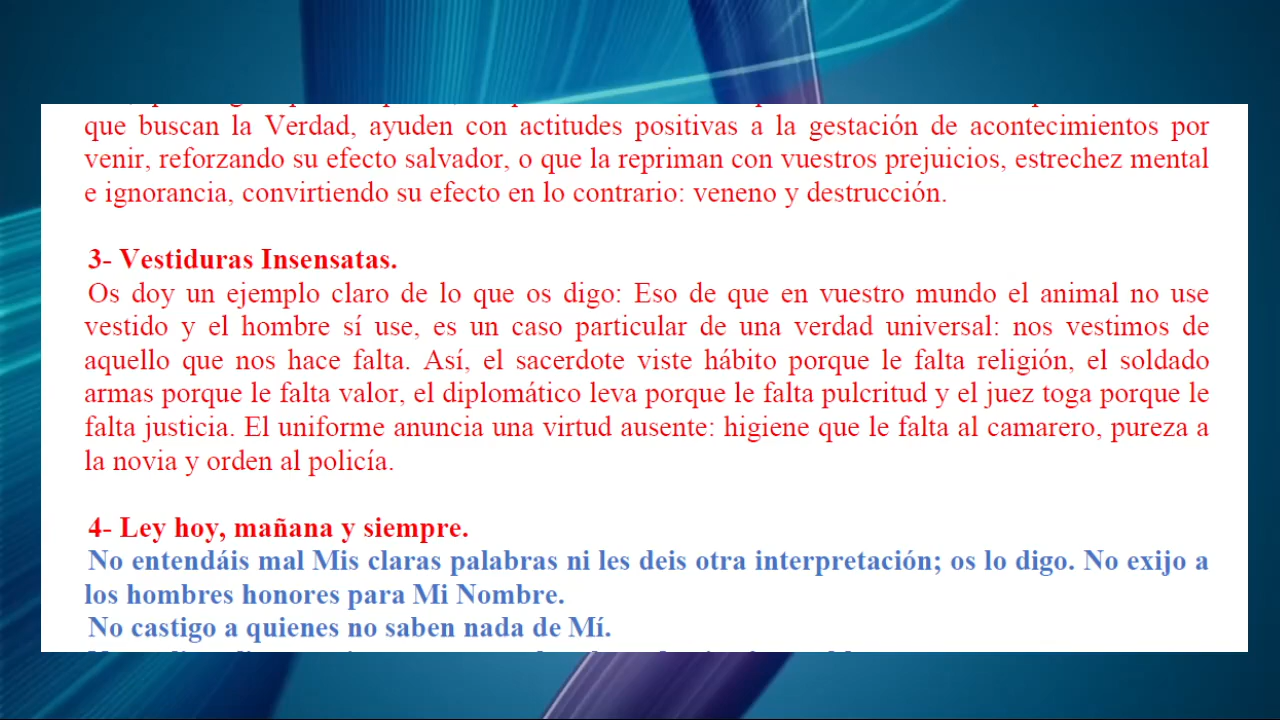 que buscan la Verdad, ayuden con actitudes positivas a la gestación de acontecimientos por
venir, reforzando su efecto salvador, o que la repriman con vuestros prejuicios, estrechez mental
e ignorancia, convirtiendo su efecto en lo contrario: veneno y destrucción.
3- Vestiduras Insensatas.
Os doy un ejemplo claro de lo que os digo: Eso de que en vuestro mundo el animal no use
vestido y el hombre sí use, es un caso particular de una verdad universal: nos vestimos de
aquello que nos hace falta. Así, el sacerdote viste hábito porque le falta religión, el soldado
armas porque le falta valor, el diplomático leva porque le falta pulcritud y el juez toga porque le
falta justicia. El uniforme anuncia una virtud ausente: higiene que le falta al camarero, pureza a
la novia y orden al policía.
4- Ley hoy, mañana y siempre.
No entendáis mal Mis claras palabras ni les deis otra interpretación; os lo digo. No exijo a
los hombres honores para Mi Nombre.
No castigo a quienes no saben nada de Mí.